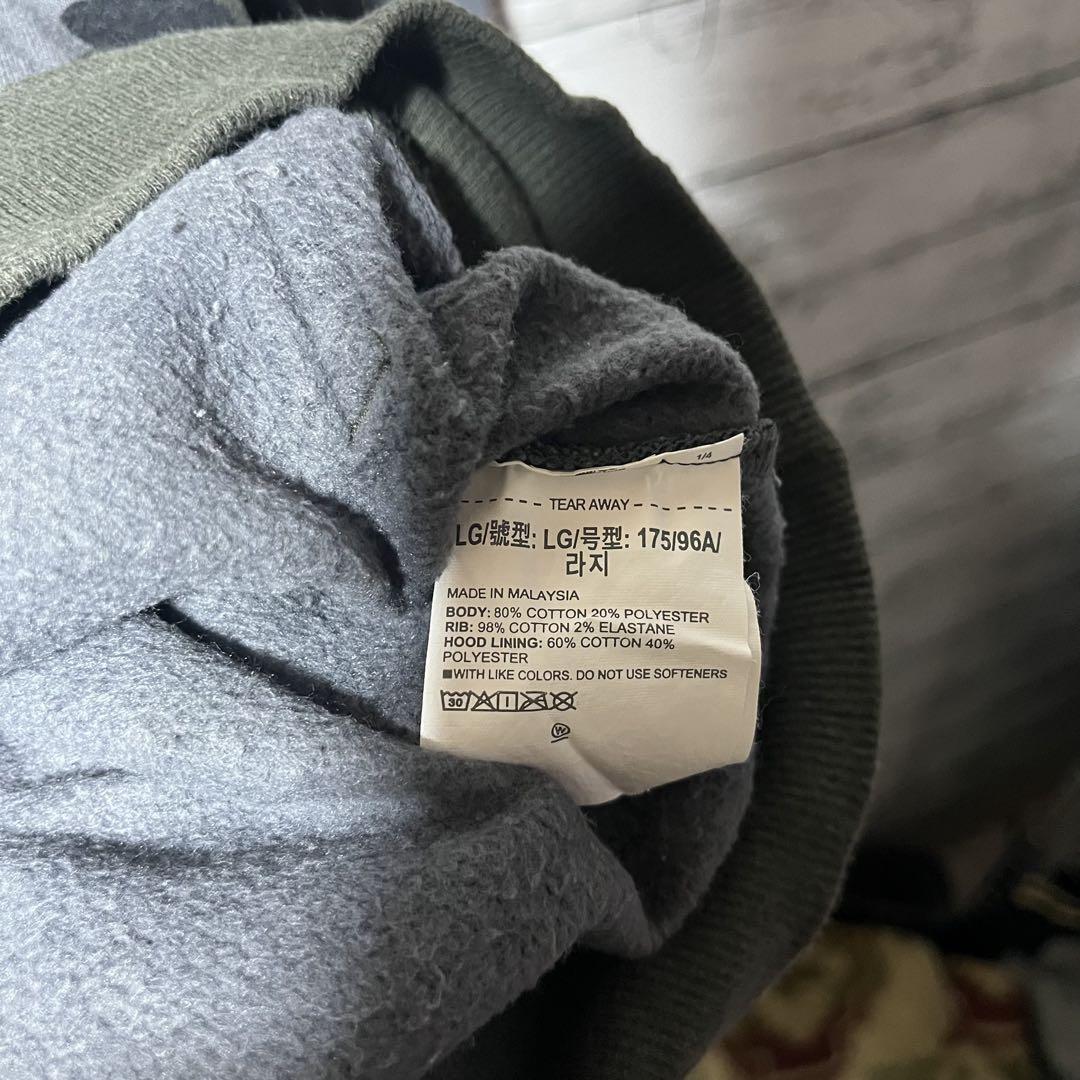 1/4
TEAR AWAY
LG/號型: LG/号型: 175/96A/
라지
MADE IN MALAYSIA
BODY: 80% COTTON 20% POLYESTER
RIB: 98% COTTON 2% ELASTANE
HOOD LINING: 60% COTTON 40%
POLYESTER
■WITH LIKE COLORS. DO NOT USE SOFTENERS
30
W